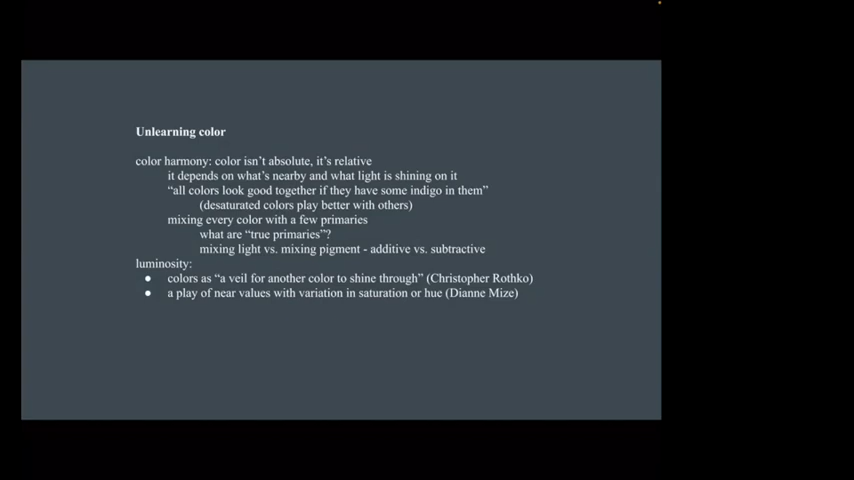 Unlearning color
color harmony: color isn't absolute, it's relative
it depends on what's nearby and what light is shining on it
“all colors look good together if they have some indigo in them”
(desaturated colors play better with others)
mixing every color with a few primaries
what are “true primaries”?
mixing light vs. mixing pigment - additive vs. subtractive
luminosity:
● colors as “a veil for another color to shine through” (Christopher Rothko)
● a play of near values with variation in saturation or hue (Dianne Mize)